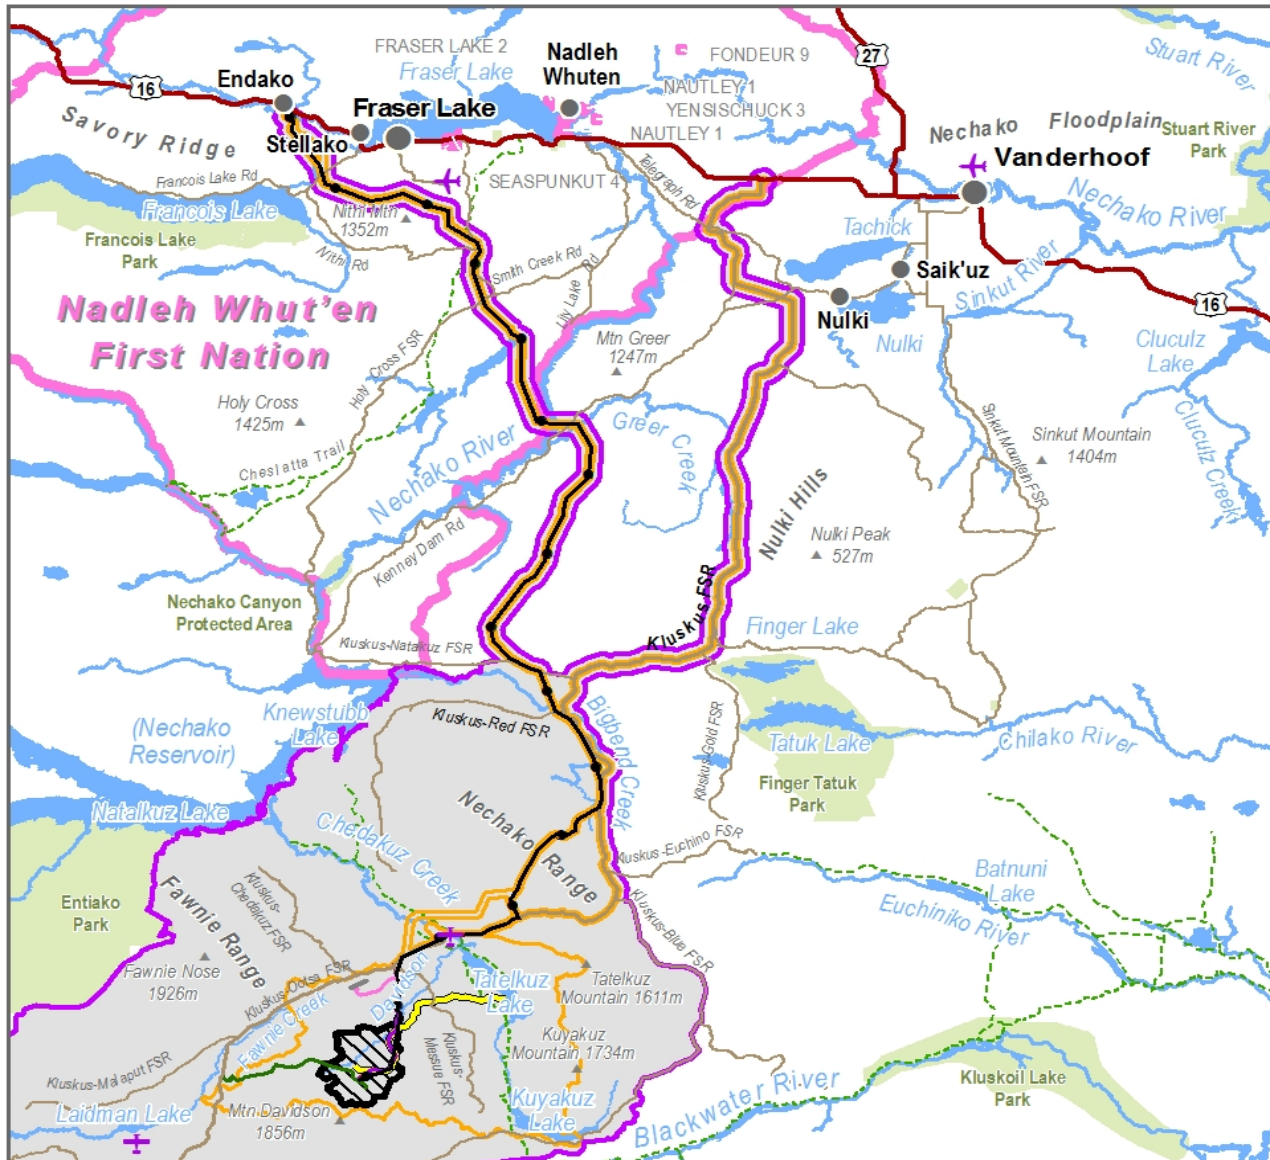 FRASER LAKE 2
Fraser Lake
Nadleh
Whuten
FONDEUR 9
27
Stuart River
Endako
16
NAUTLEY 1
YENSISCHUCK 3
NAUTLEY 1
Fraser Lake
Stellako
Savory Ridge
Nechako Floodplain
Stuart River
Park
Vanderhoof
Telegraph Rd
SEASPUNKUT 4
Francois Lake Rd
Francois Lake
Nithi Mtn
1352m
Nechako River
Tachick
Francois Lake
Park
Nithi Rd
Smith Creek Rd
Lily Lake Rd
Saik'uz
Sinkut River
Nulki
Nulki
16
Nadleh Whut'en
First Nation
Mtn Greer
1247m
Cluculz
Lake
Holy Cross FSR
Holy Cross
1425m
Greer Creek
Cluculz Creek
Sinkut Mountain FSR
Sinkut Mountain
1404m
Cheslatta Trail
Nechako River
Nulki Hills
Nulki Peak
527m
Kenney Dam Rd
Nechako Canyon
Protected Area
Kluskus FSR
Finger Lake
Kluskus-Natalkuz FSR
Knewstubb
Lake
(Nechako
Reservoir)
Kluskus-Red FSR
Bigbend Creek
Kluskus-Gold FSR
Tatuk Lake
Chilako River
Finger Tatuk
Park
Natalkuz Lake
Chedakuz Creek
Nechako Range
Kluskus-Euchino FSR
Batnuni
Lake
Euchiniko River
Entiako
Park
Fawnie Range
Kluskus-
Chedakuz FSR
Kluskus-Blue FSR
Fawnie Nose
1926m
Kluskus-Ootsa FSR
Davidson
Tatelkuz
Lake
Tatelkuz
Mountain 1611m
Fawnie Creek
Kuyakuz
Mountain 1734m
Kluskus-
Messue FSR
Kluskus-Malaput FSR
Kluskoil Lake
Park
Blackwater River
Laidman Lake
Mtn Davidson
1856m
Kuyakuz
Lake